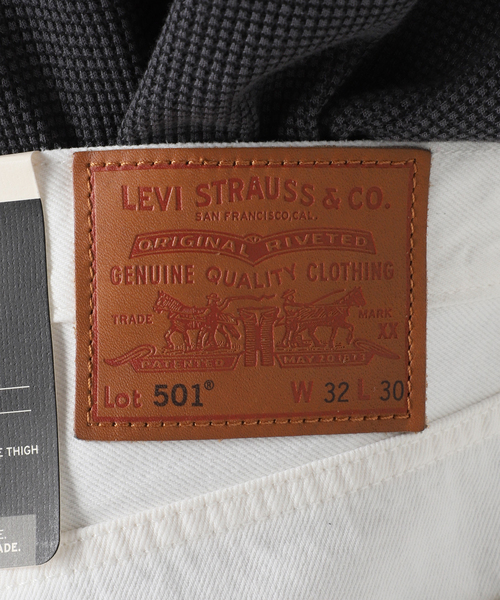 LEVI STRAUSS & CO.
SAN FRANCISCO, CAL.
ORIGINAL RIVETED
GENUINE QUALITY CLOTHING
TRADE MARK
XX
PATENTED MAY 20 1873
Lot 501® W 32 L 30
THIGH
ADE.